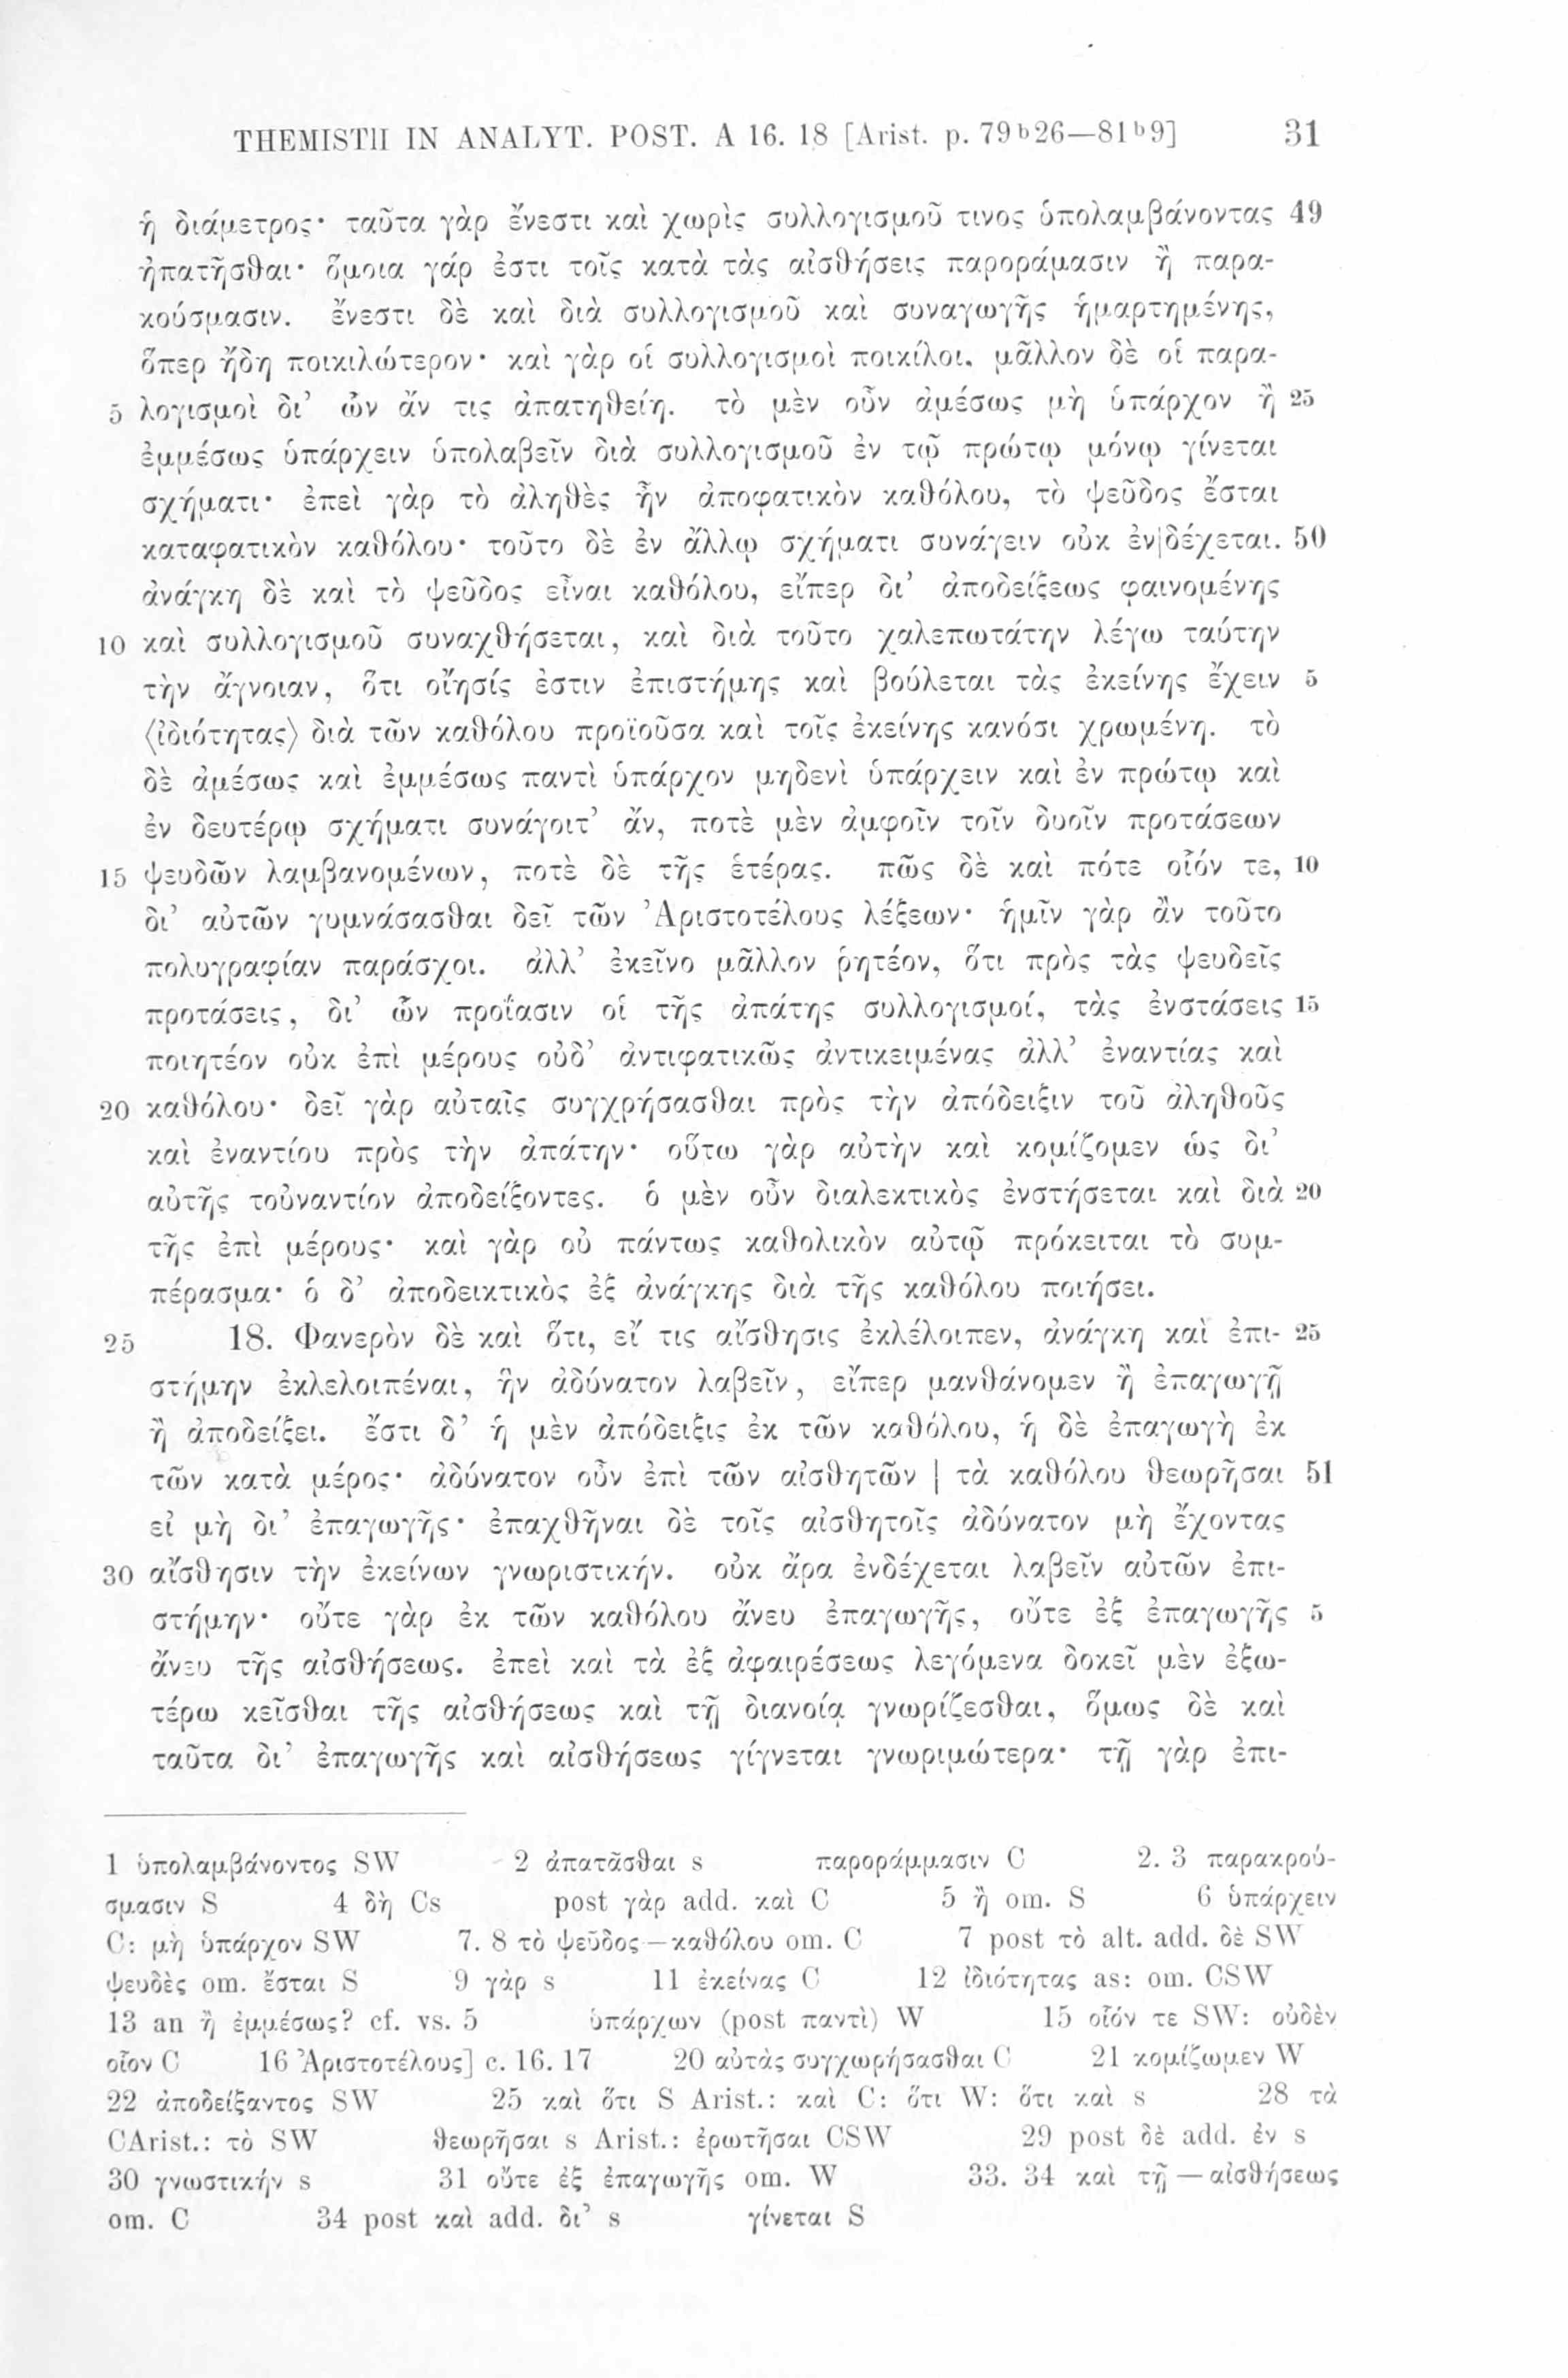 THEMISTII IN ANALYT. POST. A 16. 18 [Arist. p. 79b26—81b9] 31
ἡ διάμετρος· ταῦτα γὰρ ἔνεστι καὶ χωρὶς συλλογισμοῦ τινος ὑπολαμβάνοντας 49
ἠπατῆσθαι· ὅμοια γάρ ἐστι τοῖς κατὰ τὰς αἰσθήσεις παροράμασιν ἢ παρα-
κούσμασιν. ἔνεστι δὲ καὶ διὰ συλλογισμοῦ καὶ συναγωγῆς ἡμαρτημένης,
ὅπερ ἤδη ποικιλώτερον· καὶ γὰρ οἱ συλλογισμοὶ ποικίλοι, μᾶλλον δὲ οἱ παρα-
5 λογισμοὶ δι' ὧν ἄν τις ἀπατηθείη. τὸ μὲν οὖν ἀμέσως μὴ ὑπάρχον ἢ 25
ἐμμέσως ὑπάρχειν ὑπολαβεῖν διὰ συλλογισμοῦ ἐν τῷ πρώτῳ μόνῳ γίνεται
σχήματι· ἐπεὶ γὰρ τὸ ἀληθὲς ἦν ἀποφατικὸν καθόλου, τὸ ψεῦδος ἔσται
καταφατικὸν καθόλου· τοῦτο δὲ ἐν ἄλλῳ σχήματι συνάγειν οὐκ ἐν|δέχεται. 50
ἀνάγκη δὲ καὶ τὸ ψεῦδος εἶναι καθόλου, εἴπερ δι' ἀποδείξεως φαινομένης
10 καὶ συλλογισμοῦ συναχθήσεται, καὶ διὰ τοῦτο χαλεπωτάτην λέγω ταύτην
τὴν ἄγνοιαν, ὅτι οἴησίς ἐστιν ἐπιστήμης καὶ βούλεται τὰς ἐκείνης ἔχειν 5
⟨ἰδιότητας⟩ διὰ τῶν καθόλου προϊοῦσα καὶ τοῖς ἐκείνης κανόσι χρωμένη. τὸ
δὲ ἀμέσως καὶ ἐμμέσως παντὶ ὑπάρχον μηδενὶ ὑπάρχειν καὶ ἐν πρώτῳ καὶ
ἐν δευτέρῳ σχήματι συνάγοιτ' ἄν, ποτὲ μὲν ἀμφοῖν τοῖν δυοῖν προτάσεων
15 ψευδῶν λαμβανομένων, ποτὲ δὲ τῆς ἑτέρας. πῶς δὲ καὶ πότε οἷόν τε, 10
δι' αὐτῶν γυμνάσασθαι δεῖ τῶν Ἀριστοτέλους λέξεων· ἡμῖν γὰρ ἂν τοῦτο
πολυγραφίαν παράσχοι. ἀλλ' ἐκεῖνο μᾶλλον ῥητέον, ὅτι πρὸς τὰς ψευδεῖς
προτάσεις, δι' ὧν προΐασιν οἱ τῆς ἀπάτης συλλογισμοί, τὰς ἐνστάσεις 15
ποιητέον οὐκ ἐπὶ μέρους οὐδ' ἀντιφατικῶς ἀντικειμένας ἀλλ' ἐναντίας καὶ
20 καθόλου· δεῖ γὰρ αὐταῖς συγχρήσασθαι πρὸς τὴν ἀπόδειξιν τοῦ ἀληθοῦς
καὶ ἐναντίου πρὸς τὴν ἀπάτην· οὕτω γὰρ αὐτὴν καὶ κομίζομεν ὡς δι'
αὐτῆς τοὐναντίον ἀποδείξοντες. ὁ μὲν οὖν διαλεκτικὸς ἐνστήσεται καὶ διὰ 20
τῆς ἐπὶ μέρους· καὶ γὰρ οὐ πάντως καθολικὸν αὐτῷ πρόκειται τὸ συμ-
πέρασμα· ὁ δ' ἀποδεικτικὸς ἐξ ἀνάγκης διὰ τῆς καθόλου ποιήσει.
25 18. Φανερὸν δὲ καὶ ὅτι, εἴ τις αἴσθησις ἐκλέλοιπεν, ἀνάγκη καὶ ἐπι- 25
στήμην ἐκλελοιπέναι, ἣν ἀδύνατον λαβεῖν, εἴπερ μανθάνομεν ἢ ἐπαγωγῇ
ἢ ἀποδείξει. ἔστι δ' ἡ μὲν ἀπόδειξις ἐκ τῶν καθόλου, ἡ δὲ ἐπαγωγὴ ἐκ
τῶν κατὰ μέρος· ἀδύνατον οὖν ἐπὶ τῶν αἰσθητῶν | τὰ καθόλου θεωρῆσαι 51
εἰ μὴ δι' ἐπαγωγῆς· ἐπαχθῆναι δὲ τοῖς αἰσθητοῖς ἀδύνατον μὴ ἔχοντας
30 αἴσθησιν τὴν ἐκείνων γνωριστικήν. οὐκ ἄρα ἐνδέχεται λαβεῖν αὐτῶν ἐπι-
στήμην· οὔτε γὰρ ἐκ τῶν καθόλου ἄνευ ἐπαγωγῆς, οὔτε ἐξ ἐπαγωγῆς 5
ἄνευ τῆς αἰσθήσεως. ἐπεὶ καὶ τὰ ἐξ ἀφαιρέσεως λεγόμενα δοκεῖ μὲν ἐξω-
τέρω κεῖσθαι τῆς αἰσθήσεως καὶ τῇ διανοίᾳ γνωρίζεσθαι, ὅμως δὲ καὶ
ταῦτα δι' ἐπαγωγῆς καὶ αἰσθήσεως γίγνεται γνωριμώτερα· τῇ γὰρ ἐπι-
1 ὑπολαμβάνοντος SW 2 ἀπατᾶσθαι s παροράμμασιν C 2. 3 παρακρού-
σμασιν S 4 δὴ Cs post γὰρ add. καὶ C 5 ἢ om. S 6 ὑπάρχειν
C: μὴ ὑπάρχον SW 7. 8 τὸ ψεῦδος—καθόλου om. C 7 post τὸ alt. add. δὲ SW
ψευδὲς om. ἔσται S 9 γὰρ s 11 ἐκείνας C 12 ἰδιότητας as: om. CSW
13 an ἢ ἐμμέσως? cf. vs. 5 ὑπάρχων (post παντὶ) W 15 οἷόν τε SW: οὐδὲν
οἷον C 16 Ἀριστοτέλους] c. 16. 17 20 αὐτὰς συγχωρήσασθαι C 21 κομίζωμεν W
22 ἀποδείξαντος SW 25 καὶ ὅτι S Arist.: καὶ C: ὅτι W: ὅτι καὶ s 28 τὰ
CArist.: τὸ SW θεωρῆσαι s Arist.: ἐρωτῆσαι CSW 29 post δὲ add. ἐν s
30 γνωστικήν s 31 οὔτε ἐξ ἐπαγωγῆς om. W 33. 34 καὶ τῇ — αἰσθήσεως
om. C 34 post καὶ add. δι' s γίνεται S